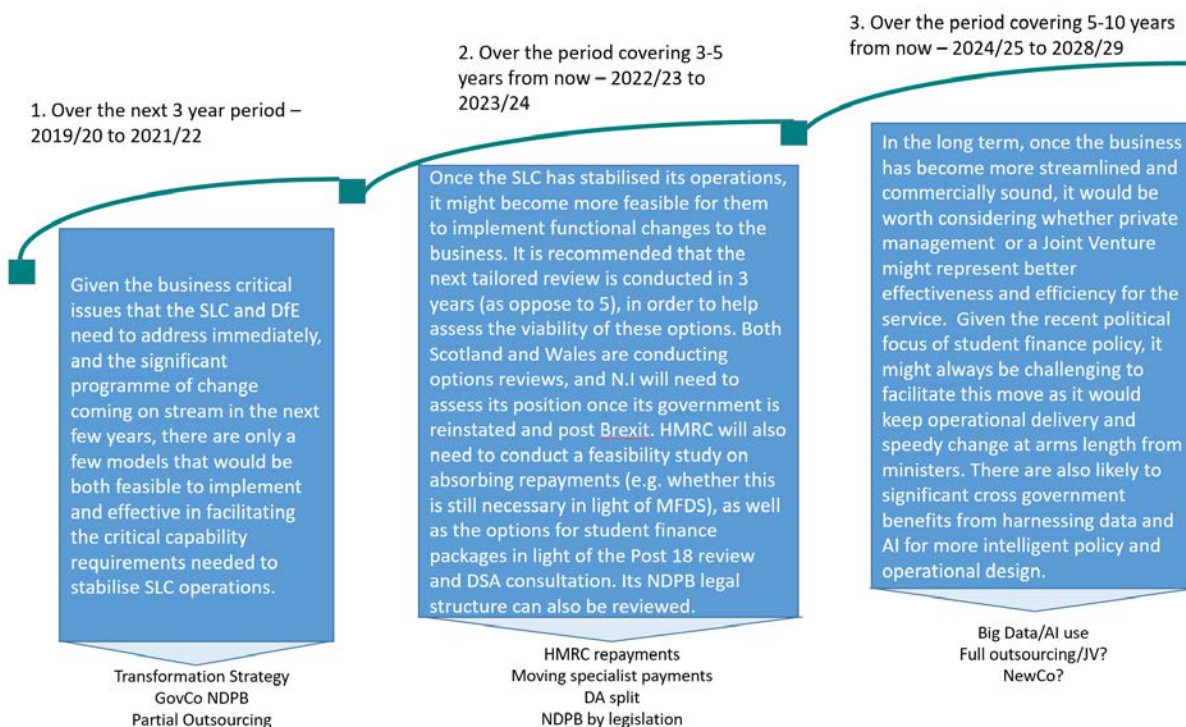 1. Over the next 3 year period –
2019/20 to 2021/22
Given the business critical
issues that the SLC and DfE
need to address immediately,
and the significant
programme of change
coming on stream in the next
few years, there are only a
few models that would be
both feasible to implement
and effective in facilitating
the critical capability
requirements needed to
stabilise SLC operations.
Transformation Strategy
GovCo NDPB
Partial Outsourcing
2. Over the period covering 3-5
years from now – 2022/23 to
2023/24
Once the SLC has stabilised its operations,
it might become more feasible for them
to implement functional changes to the
business. It is recommended that the
next tailored review is conducted in 3
years (as oppose to 5), in order to help
assess the viability of these options. Both
Scotland and Wales are conducting
options reviews, and N.I will need to
assess its position once its government is
reinstated and post Brexit. HMRC will also
need to conduct a feasibility study on
absorbing repayments (e.g. whether this
is still necessary in light of MFDS), as well
as the options for student finance
packages in light of the Post 18 review
and DSA consultation. Its NDPB legal
structure can also be reviewed.
HMRC repayments
Moving specialist payments
DA split
NDPB by legislation
3. Over the period covering 5-10 years
from now – 2024/25 to 2028/29
In the long term, once the business
has become more streamlined and
commercially sound, it would be
worth considering whether private
management or a Joint Venture
might represent better
effectiveness and efficiency for the
service. Given the recent political
focus of student finance policy, it
might always be challenging to
facilitate this move as it would
keep operational delivery and
speedy change at arms length from
ministers. There are also likely to
significant cross government
benefits from harnessing data and
AI for more intelligent policy and
operational design.
Big Data/AI use
Full outsourcing/JV?
NewCo?